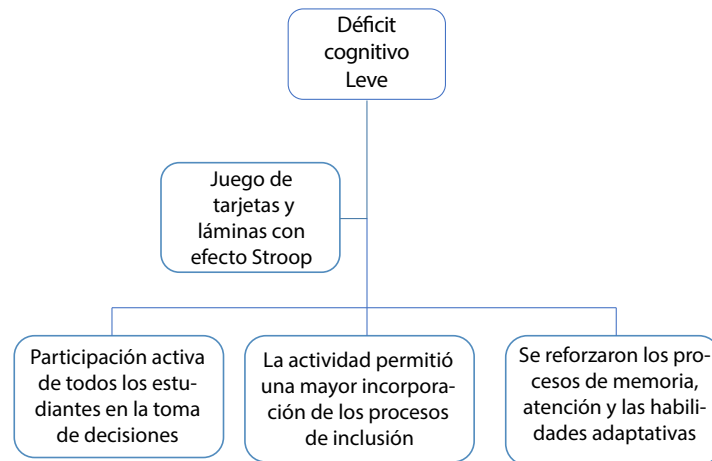 Déficit
cognitivo
Leve
Juego de
tarjetas y
láminas con
efecto Stroop
Participación activa
de todos los estu-
diantes en la toma
de decisiones
La actividad permitió
una mayor incorpora-
ción de los procesos
de inclusión
Se reforzaron los pro-
cesos de memoria,
atención y las habili-
dades adaptativas